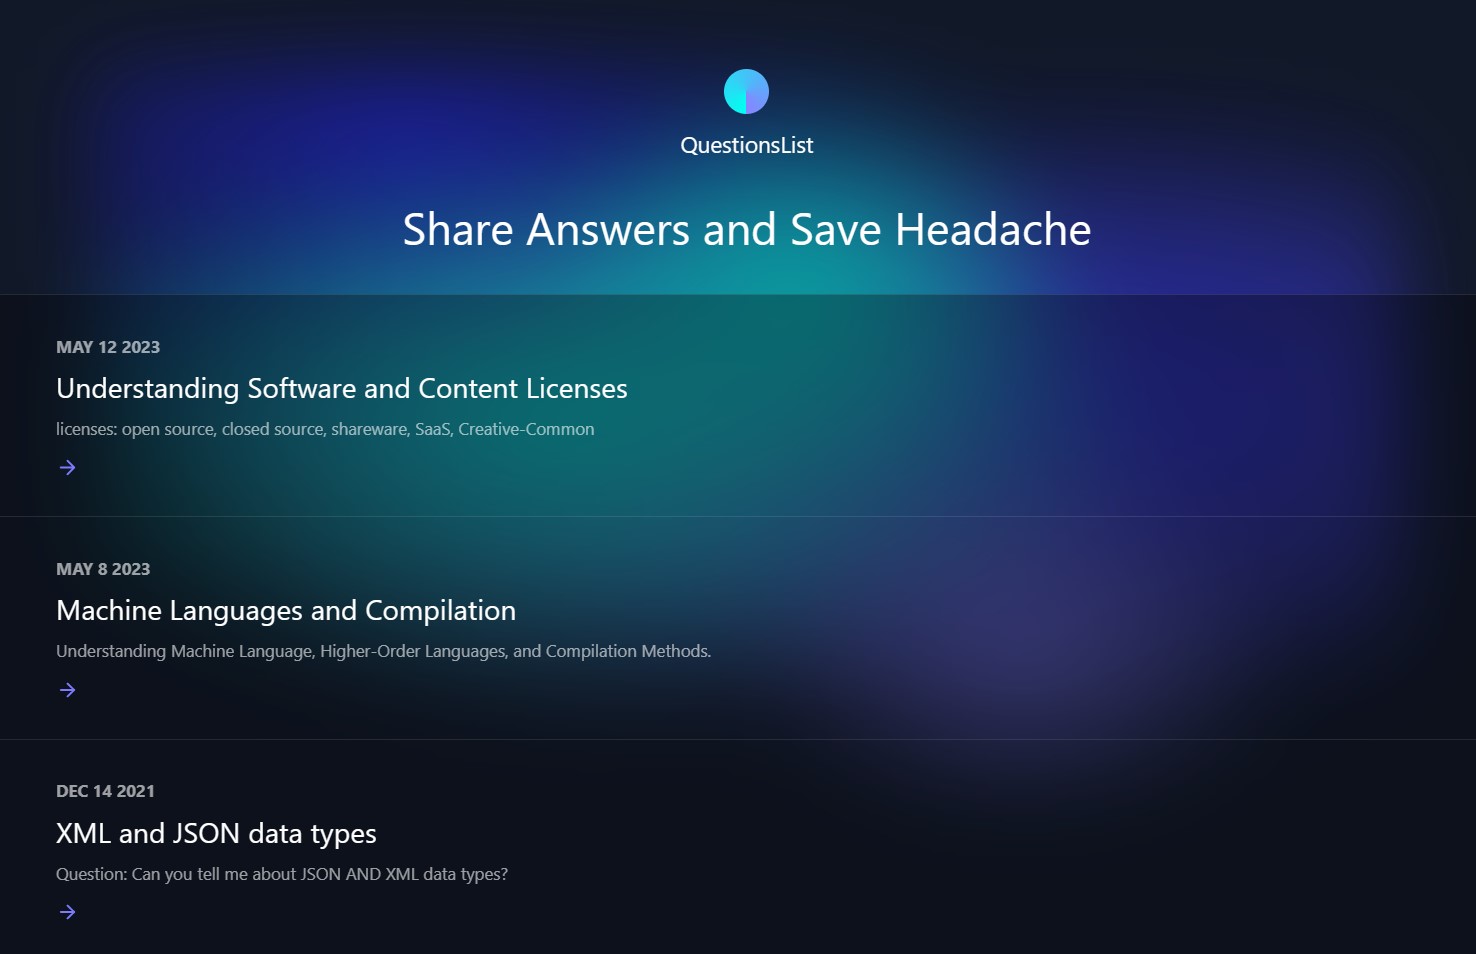 QuestionsList
Share Answers and Save Headache
MAY 12 2023
Understanding Software and Content Licenses
licenses: open source, closed source, shareware, SaaS, Creative-Common
MAY 8 2023
Machine Languages and Compilation
Understanding Machine Language, Higher-Order Languages, and Compilation Methods.
DEC 14 2021
XML and JSON data types
Question: Can you tell me about JSON AND XML data types?